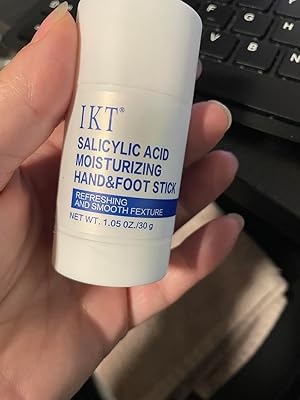 IKT®
SALICYLIC ACID
MOISTURIZING
HAND&FOOT STICK
REFRESHING
AND SMOOTH FEXTURE
NET WT. 1.05 OZ./30 g
C
V
B
N
G
H